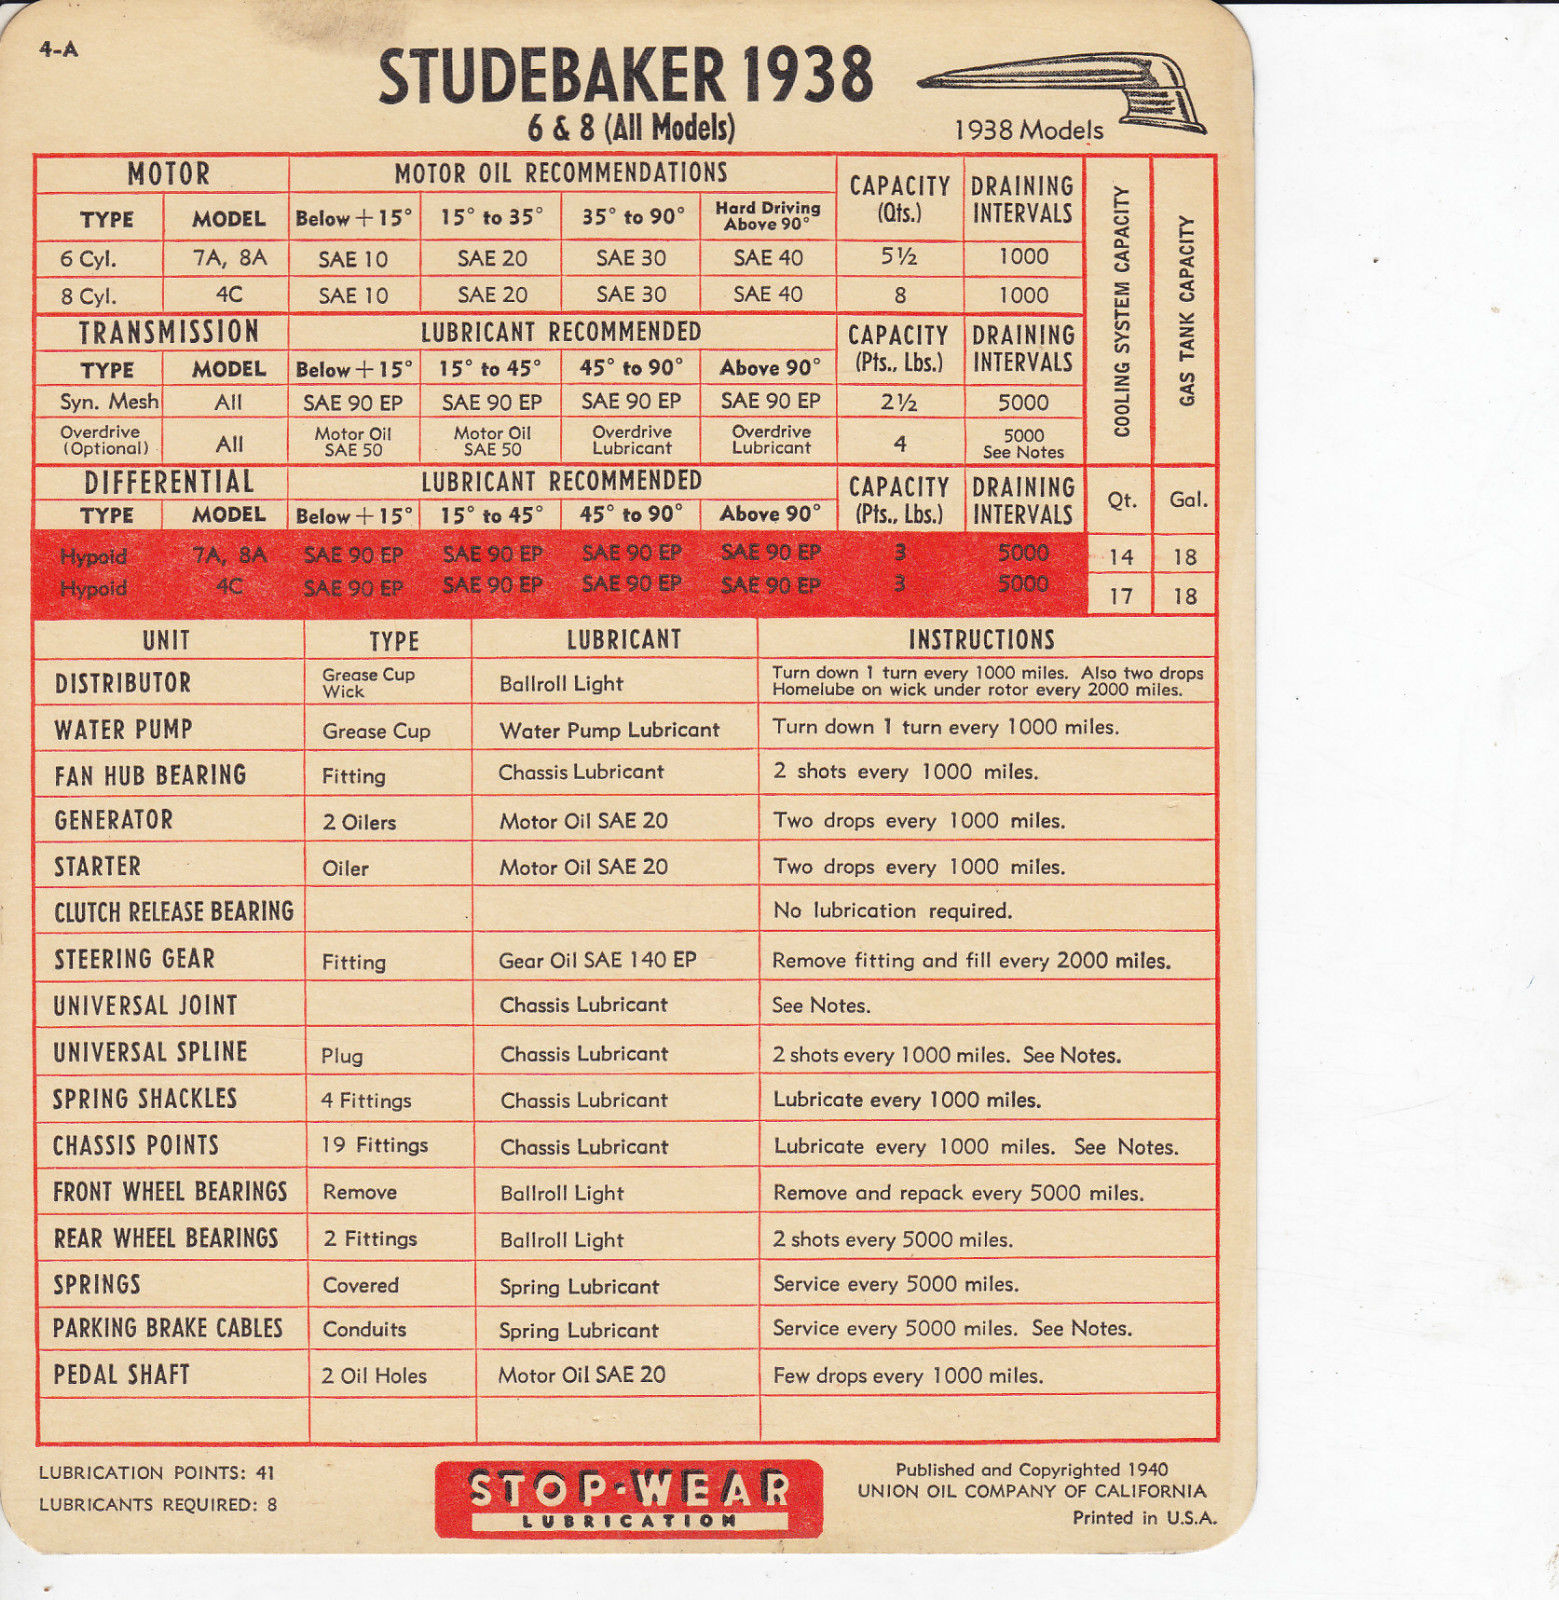 4-A
STUDEBAKER 1938
6 & 8 (All Models)
1938 Models
MOTOR MOTOR OIL RECOMMENDATIONS CAPACITY (Qts.) DRAINING INTERVALS COOLING SYSTEM CAPACITY GAS TANK CAPACITY
TYPE MODEL Below +15° 15° to 35° 35° to 90° Hard Driving Above 90°
6 Cyl. 7A, 8A SAE 10 SAE 20 SAE 30 SAE 40 5½ 1000
8 Cyl. 4C SAE 10 SAE 20 SAE 30 SAE 40 8 1000
TRANSMISSION LUBRICANT RECOMMENDED CAPACITY (Pts., Lbs.) DRAINING INTERVALS
TYPE MODEL Below +15° 15° to 45° 45° to 90° Above 90°
Syn. Mesh All SAE 90 EP SAE 90 EP SAE 90 EP SAE 90 EP 2½ 5000
Overdrive (Optional) All Motor Oil SAE 50 Motor Oil SAE 50 Overdrive Lubricant Overdrive Lubricant 4 5000 See Notes
DIFFERENTIAL LUBRICANT RECOMMENDED CAPACITY (Pts., Lbs.) DRAINING INTERVALS Qt. Gal.
TYPE MODEL Below +15° 15° to 45° 45° to 90° Above 90°
Hypoid 7A, 8A SAE 90 EP SAE 90 EP SAE 90 EP SAE 90 EP 3 5000 14 18
Hypoid 4C SAE 90 EP SAE 90 EP SAE 90 EP SAE 90 EP 3 5000 17 18
UNIT TYPE LUBRICANT INSTRUCTIONS
DISTRIBUTOR Grease Cup Wick Ballroll Light Turn down 1 turn every 1000 miles. Also two drops Homelube on wick under rotor every 2000 miles.
WATER PUMP Grease Cup Water Pump Lubricant Turn down 1 turn every 1000 miles.
FAN HUB BEARING Fitting Chassis Lubricant 2 shots every 1000 miles.
GENERATOR 2 Oilers Motor Oil SAE 20 Two drops every 1000 miles.
STARTER Oiler Motor Oil SAE 20 Two drops every 1000 miles.
CLUTCH RELEASE BEARING No lubrication required.
STEERING GEAR Fitting Gear Oil SAE 140 EP Remove fitting and fill every 2000 miles.
UNIVERSAL JOINT Chassis Lubricant See Notes.
UNIVERSAL SPLINE Plug Chassis Lubricant 2 shots every 1000 miles. See Notes.
SPRING SHACKLES 4 Fittings Chassis Lubricant Lubricate every 1000 miles.
CHASSIS POINTS 19 Fittings Chassis Lubricant Lubricate every 1000 miles. See Notes.
FRONT WHEEL BEARINGS Remove Ballroll Light Remove and repack every 5000 miles.
REAR WHEEL BEARINGS 2 Fittings Ballroll Light 2 shots every 5000 miles.
SPRINGS Covered Spring Lubricant Service every 5000 miles.
PARKING BRAKE CABLES Conduits Spring Lubricant Service every 5000 miles. See Notes.
PEDAL SHAFT 2 Oil Holes Motor Oil SAE 20 Few drops every 1000 miles.
LUBRICATION POINTS: 41
LUBRICANTS REQUIRED: 8
STOP-WEAR
LUBRICATION
Published and Copyrighted 1940
UNION OIL COMPANY OF CALIFORNIA
Printed in U.S.A.